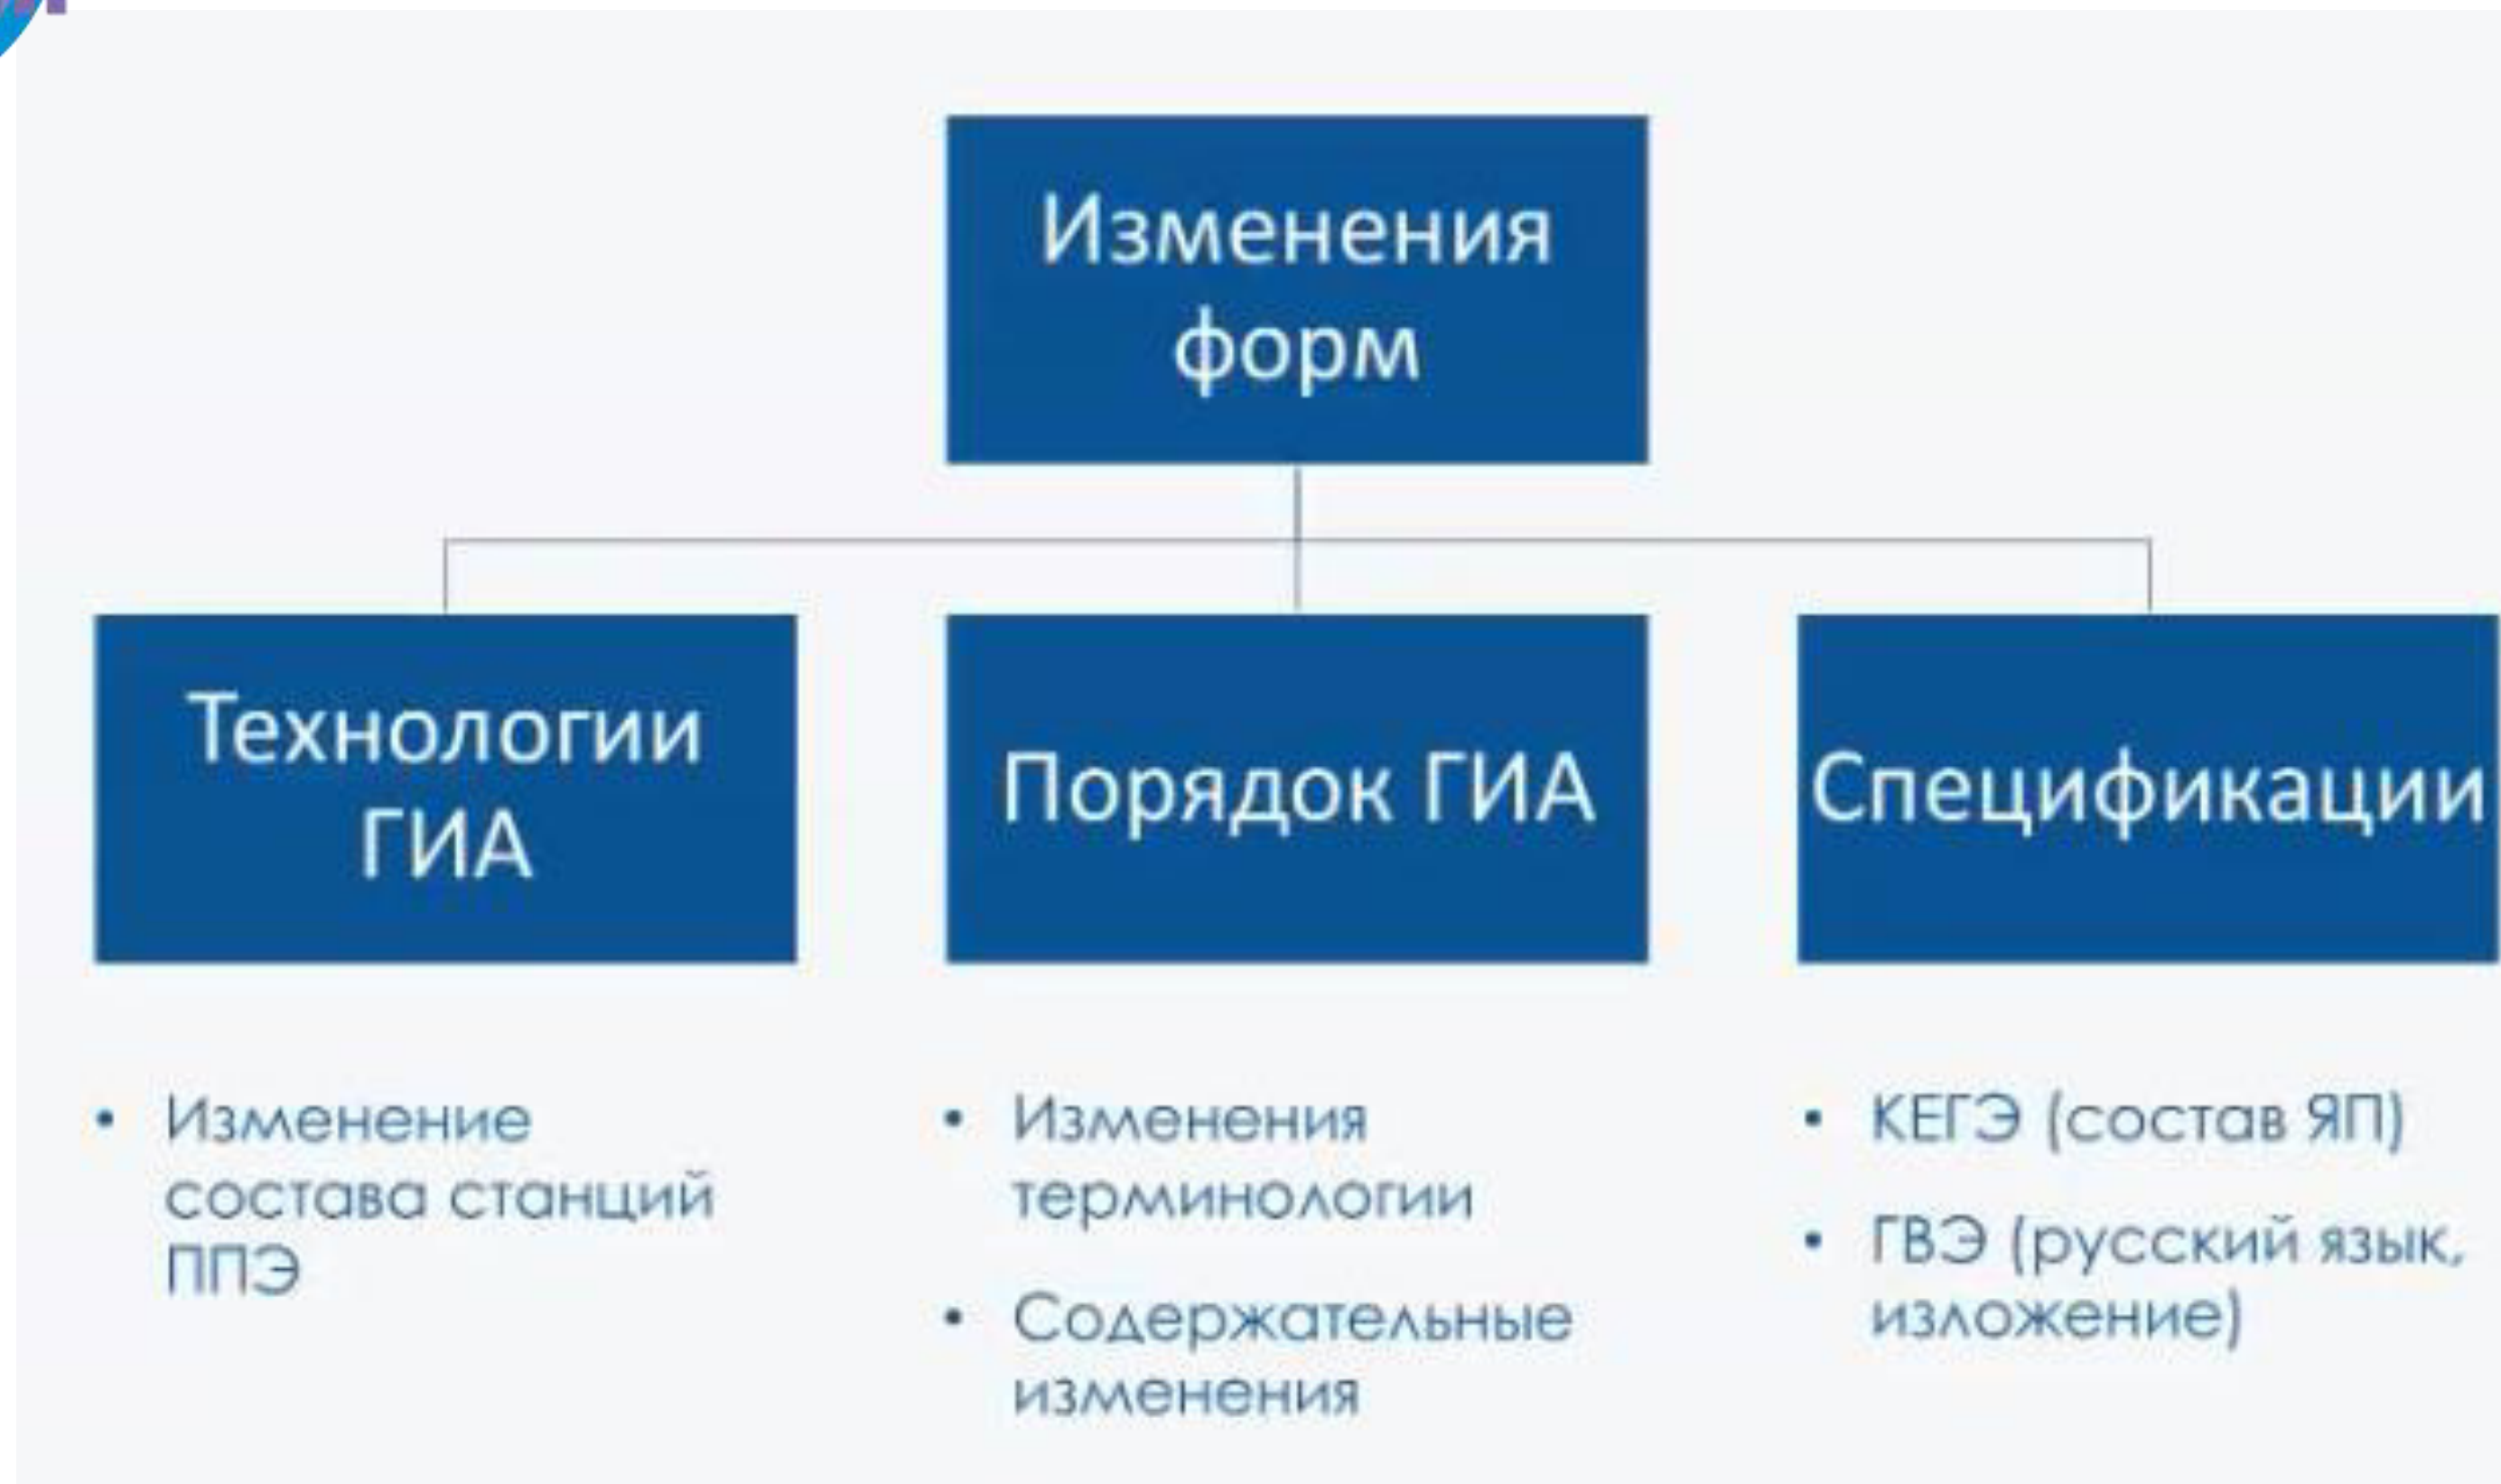 Изменения
форм
Технологии
ГИА
Порядок ГИА
Спецификации
• Изменение
состава станций
ППЭ
• Изменения
терминологии
• Содержательные
изменения
• КЕГЭ (состав ЯП)
• ГВЭ (русский язык,
изложение)